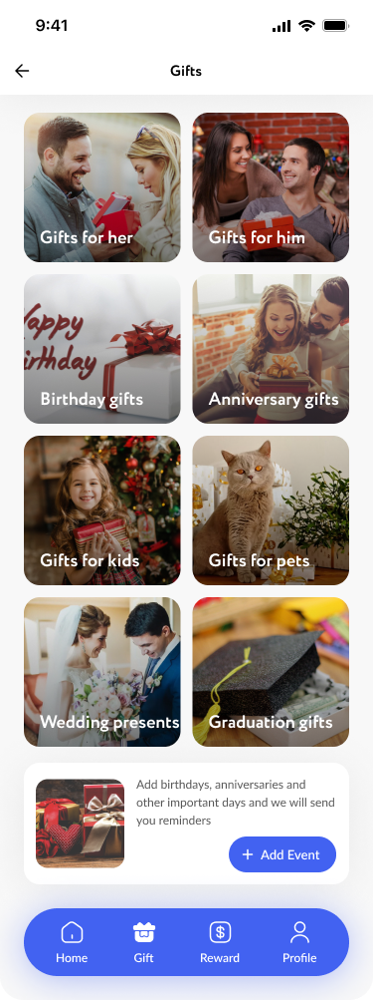 9:41
Gifts
Gifts for her
Gifts for him
Happy
Birthday
Birthday gifts
Anniversary gifts
Gifts for kids
Gifts for pets
Wedding presents
Graduation gifts
Add birthdays, anniversaries and
other important days and we will send
you reminders
+ Add Event
Home
Gift
Reward
Profile